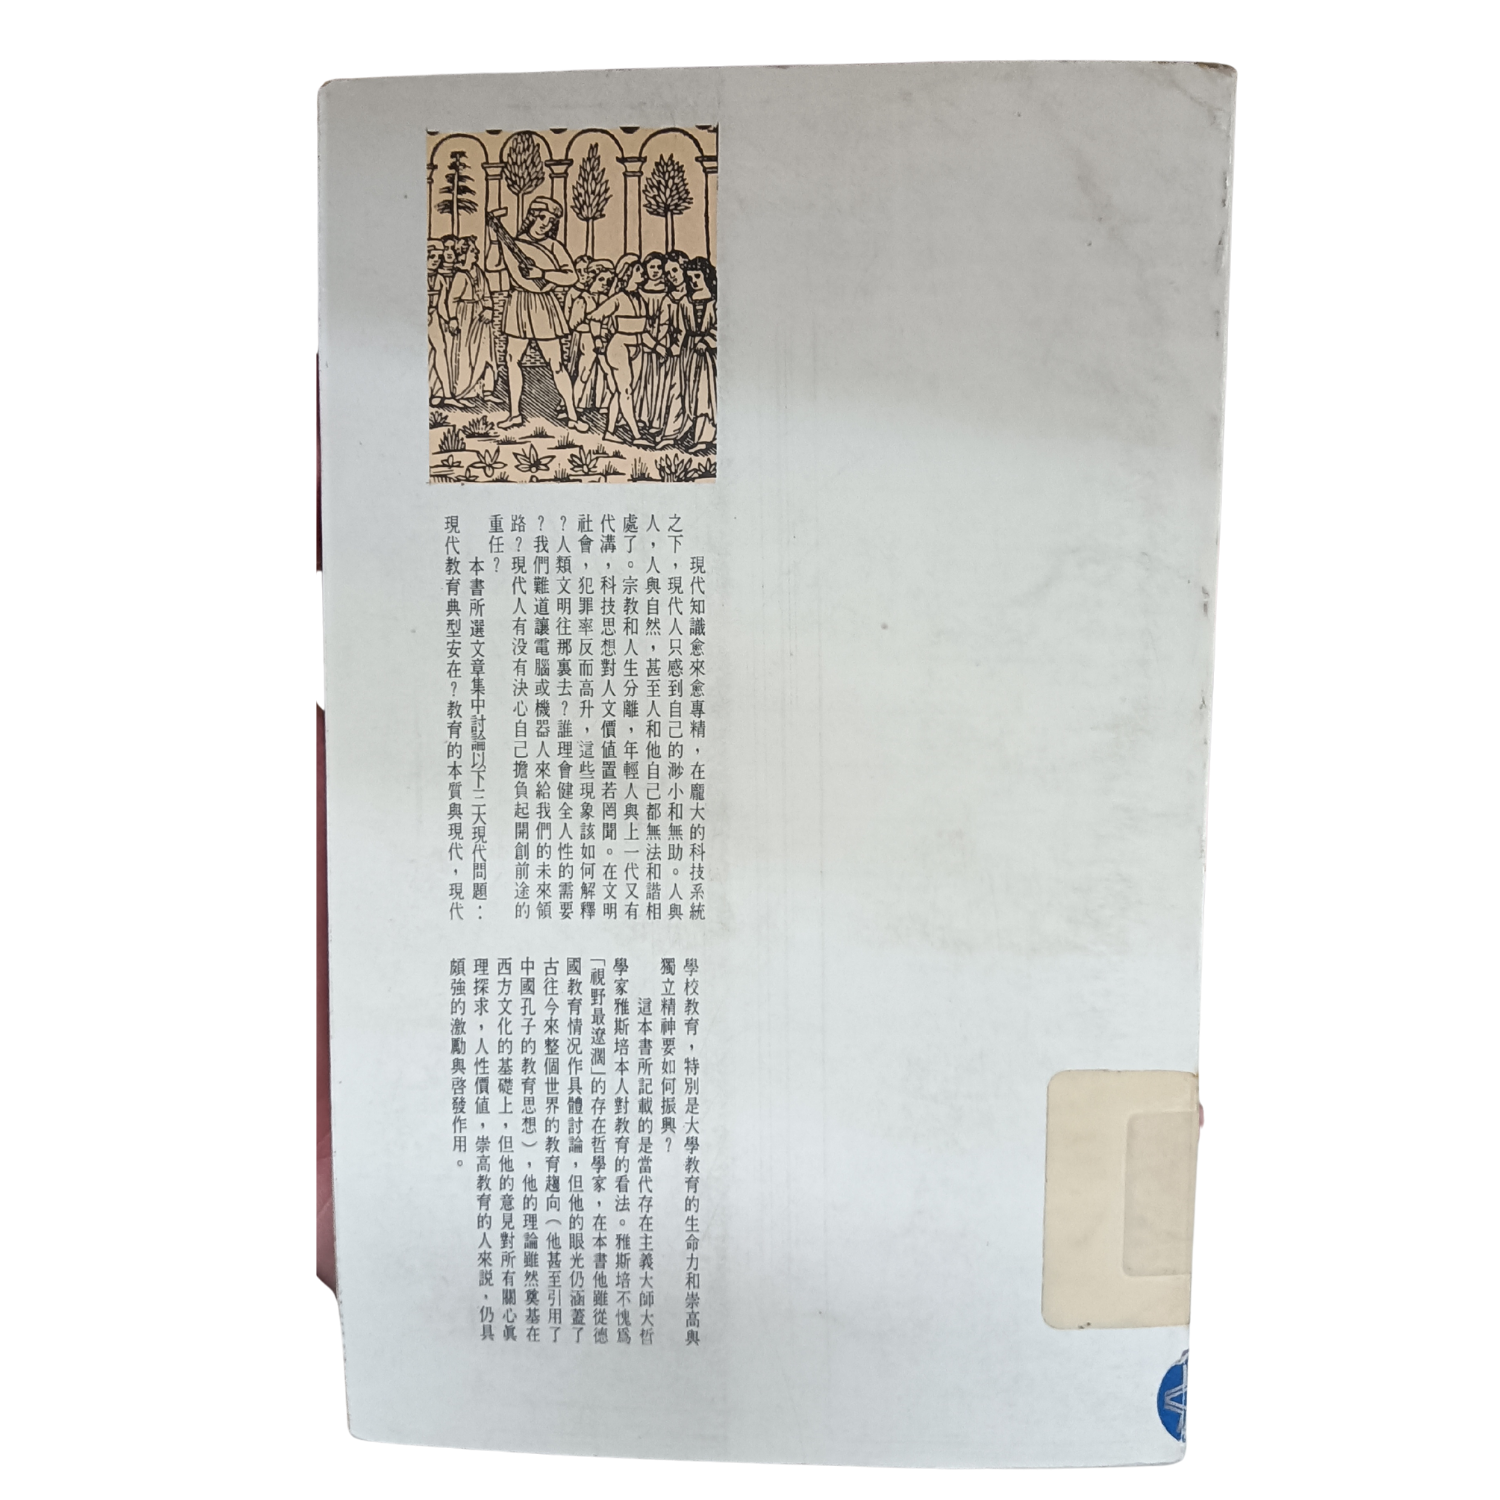 現代知識愈來愈專精，在龐大的科技系統
之下，現代人只感到自己的渺小和無助。人與
人，人與自然，甚至人和他自己都無法和諧相
處了。宗教和人生分離，年輕人與上一代又有
代溝，科技思想對人文價值置若罔聞。在文明
社會，犯罪率反而高升，這些現象該如何解釋
？人類文明往那裏去？誰理會健全人性的需要
？我們難道讓電腦或機器人來給我們的未來領
路？現代人有没有決心自己擔負起開創前途的
重任？
本書所選文章集中討論以下三大現代問題：
現代教育典型安在？教育的本質與現代，現代
學校教育，特別是大學教育的生命力和崇高與
獨立精神要如何振興？
這本書所記載的是當代存在主義大師大哲
學家雅斯培本人對教育的看法。雅斯培不愧爲
「視野最遼濶」的存在哲學家，在本書他雖從德
國教育情况作具體討論，但他的眼光仍涵蓋了
古往今來整個世界的教育趨向（他甚至引用了
中國孔子的教育思想），他的理論雖然奠基在
西方文化的基礎上，但他的意見對所有關心眞
理探求，人性價值，崇高教育的人來説，仍具
頗強的激勵與啓發作用。